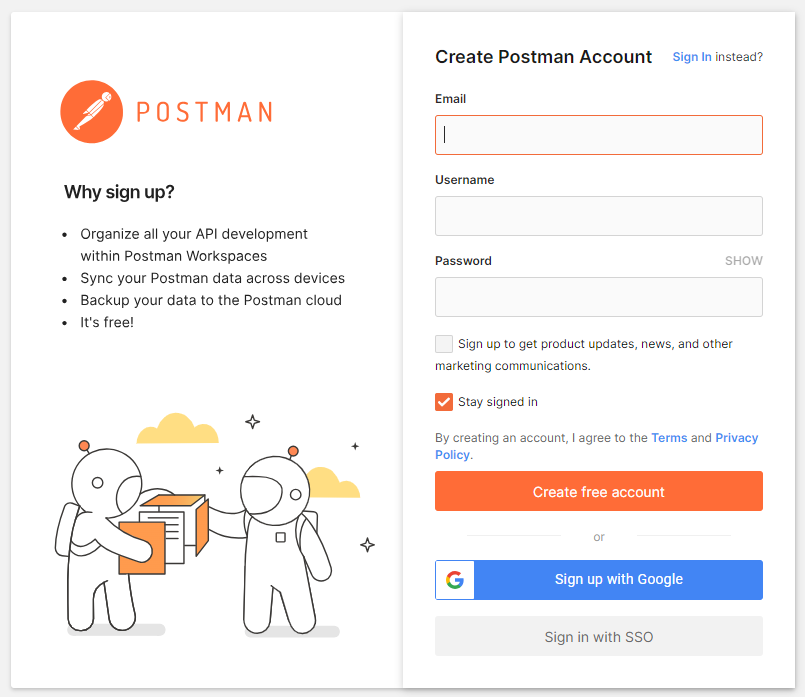 POSTMAN
Why sign up?
• Organize all your API development
within Postman Workspaces
• Sync your Postman data across devices
• Backup your data to the Postman cloud
• It's free!
Create Postman Account
Sign In instead?
Email
Username
Password
SHOW
Sign up to get product updates, news, and other
marketing communications.
Stay signed in
By creating an account, I agree to the Terms and Privacy
Policy.
Create free account
or
Sign up with Google
Sign in with SSO